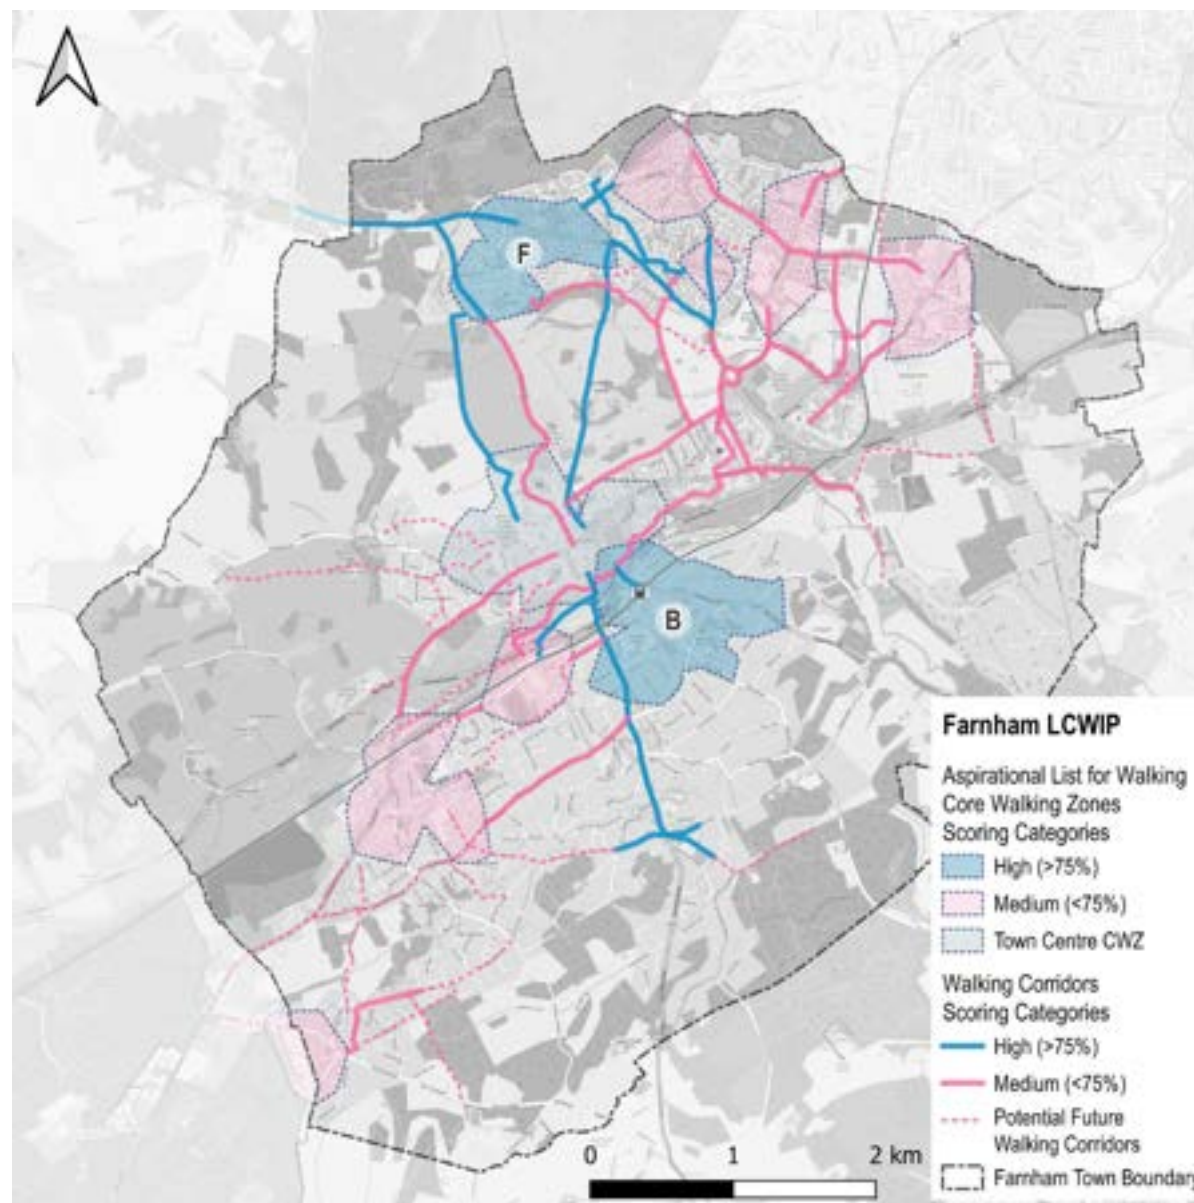 F
B
Farnham LCWIP
Aspirational List for Walking
Core Walking Zones
Scoring Categories
High (>75%)
Medium (<75%)
Town Centre CWZ
Walking Corridors
Scoring Categories
High (>75%)
Medium (<75%)
Potential Future
Walking Corridors
Farnham Town Boundary
0 1 2 km